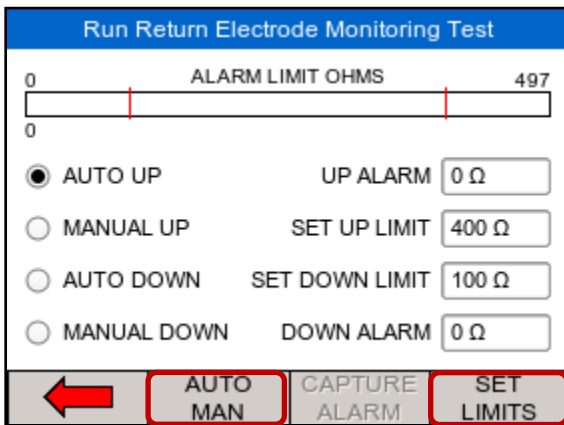 Run Return Electrode Monitoring Test
0 ALARM LIMIT OHMS 497
0
AUTO UP UP ALARM 0 Ω
MANUAL UP SET UP LIMIT 400 Ω
AUTO DOWN SET DOWN LIMIT 100 Ω
MANUAL DOWN DOWN ALARM 0 Ω
AUTO CAPTURE SET
MAN ALARM LIMITS